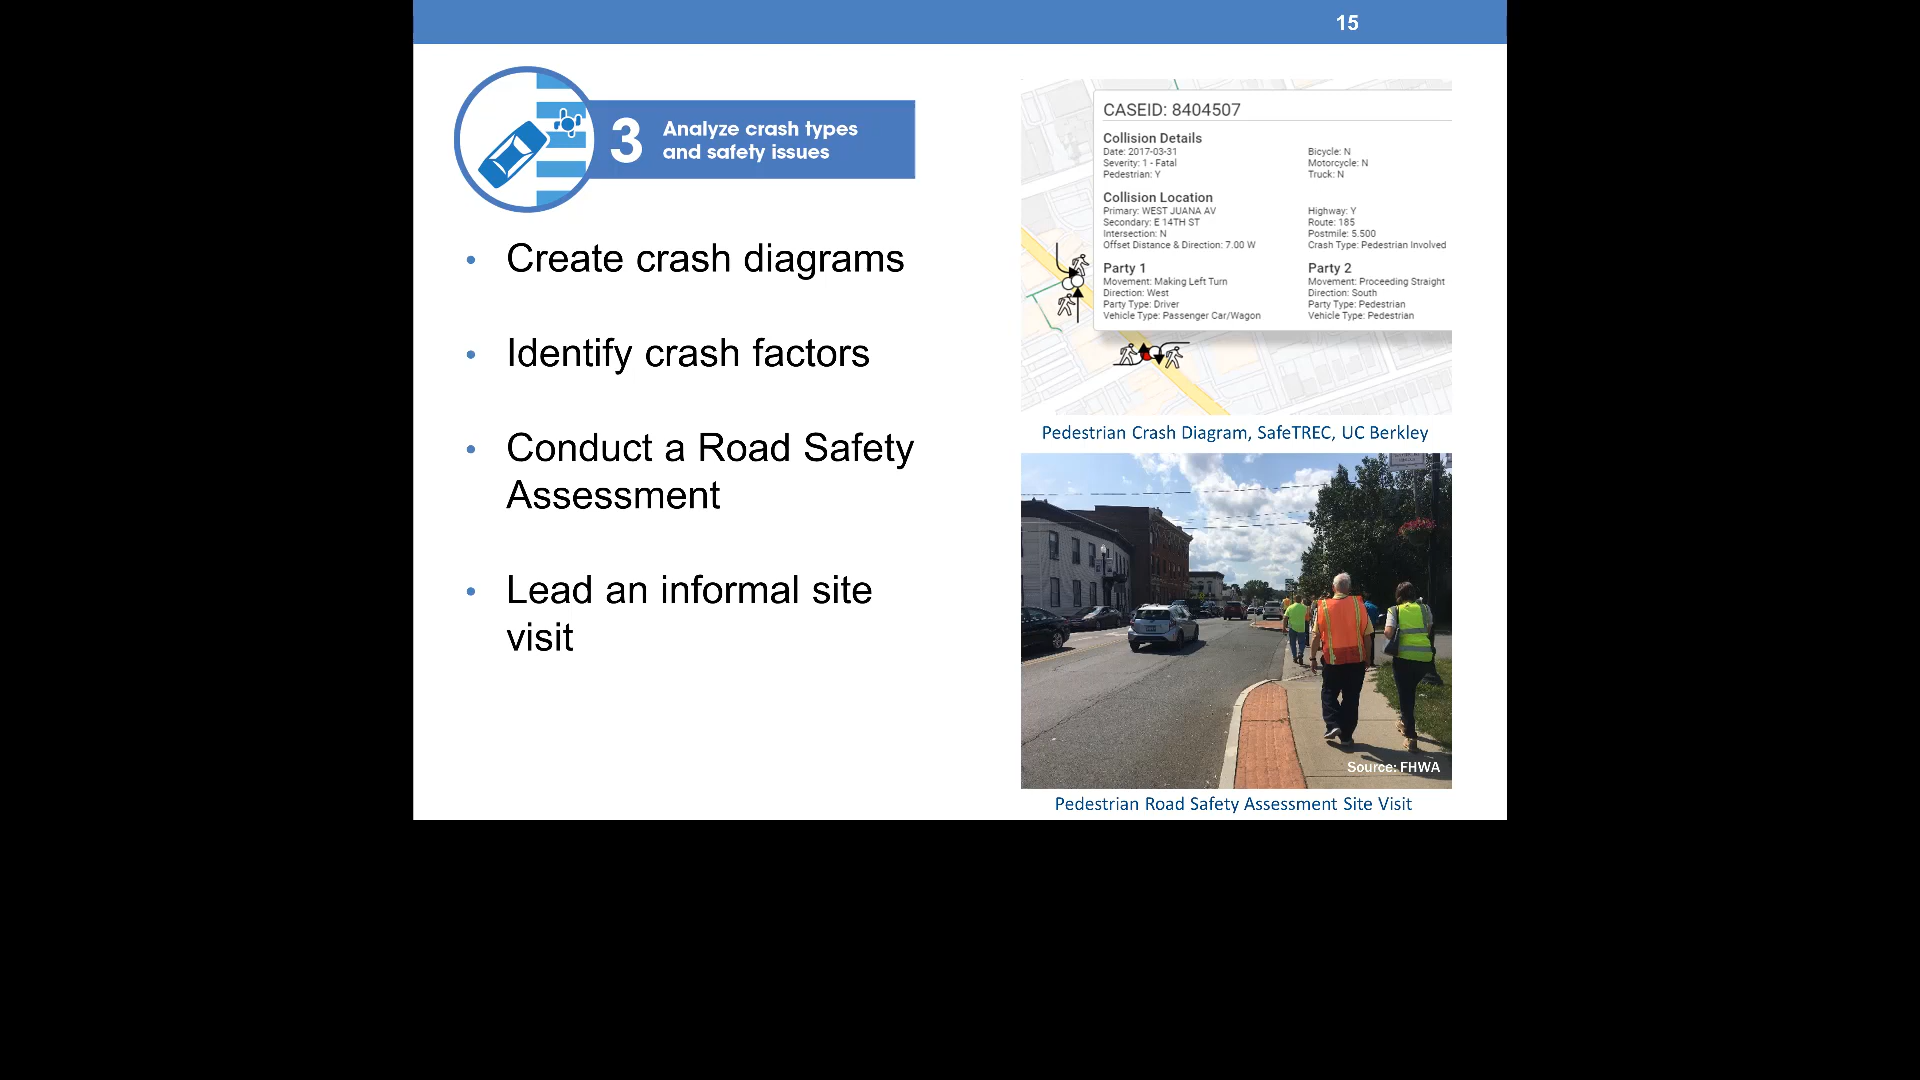 15
3
Analyze crash types
and safety issues
• Create crash diagrams
• Identify crash factors
• Conduct a Road Safety
Assessment
• Lead an informal site
visit
CASEID: 8404507
Collision Details
Date: 2017-03-31
Bicycle: N
Severity: 1 - Fatal
Motorcycle: N
Pedestrian: Y
Truck: N
Collision Location
Primary: WEST JUANA AV
Highway: Y
Secondary: E 14TH ST
Route: 185
Intersection: N
Postmile: 5.500
Offset Distance & Direction: 7.00 W
Crash Type: Pedestrian Involved
Party 1
Party 2
Movement: Making Left Turn
Movement: Proceeding Straight
Direction: West
Direction: South
Party Type: Driver
Party Type: Pedestrian
Vehicle Type: Passenger Car/Wagon
Vehicle Type: Pedestrian
Pedestrian Crash Diagram, SafeTREC, UC Berkley
Source: FHWA
Pedestrian Road Safety Assessment Site Visit